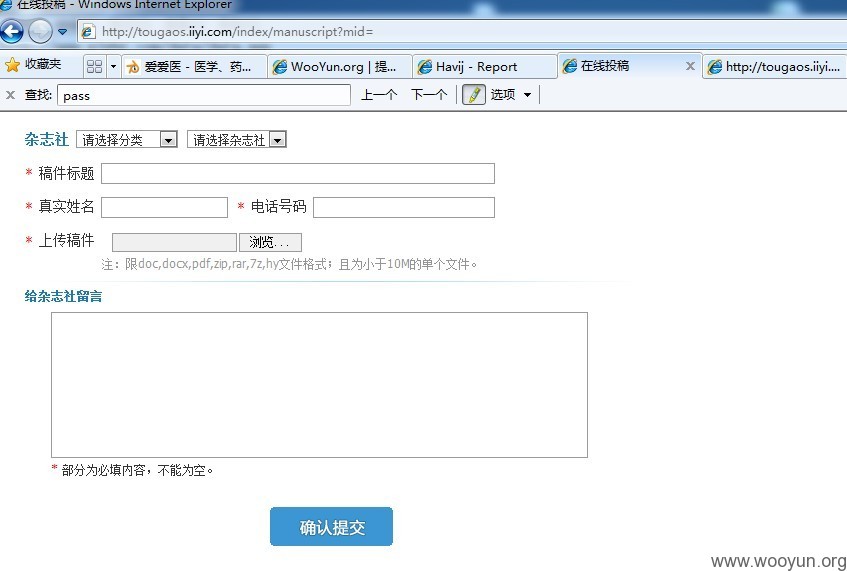 在线投稿 - Windows Internet Explorer
http://tougaos.iiyi.com/index/manuscript?mid=
收藏夹 爱爱医 - 医学、药... WooYun.org | 提... Havij - Report 在线投稿 X http://tougaos.iiyi....
x 查找: pass 上一个 下一个 选项
杂志社 请选择分类 请选择杂志社
* 稿件标题
* 真实姓名 * 电话号码
* 上传稿件 浏览...
注：限doc,docx,pdf,zip,rar,7z,hy文件格式；且为小于10M的单个文件。
给杂志社留言
* 部分为必填内容，不能为空。
确认提交
www.wooyun.org